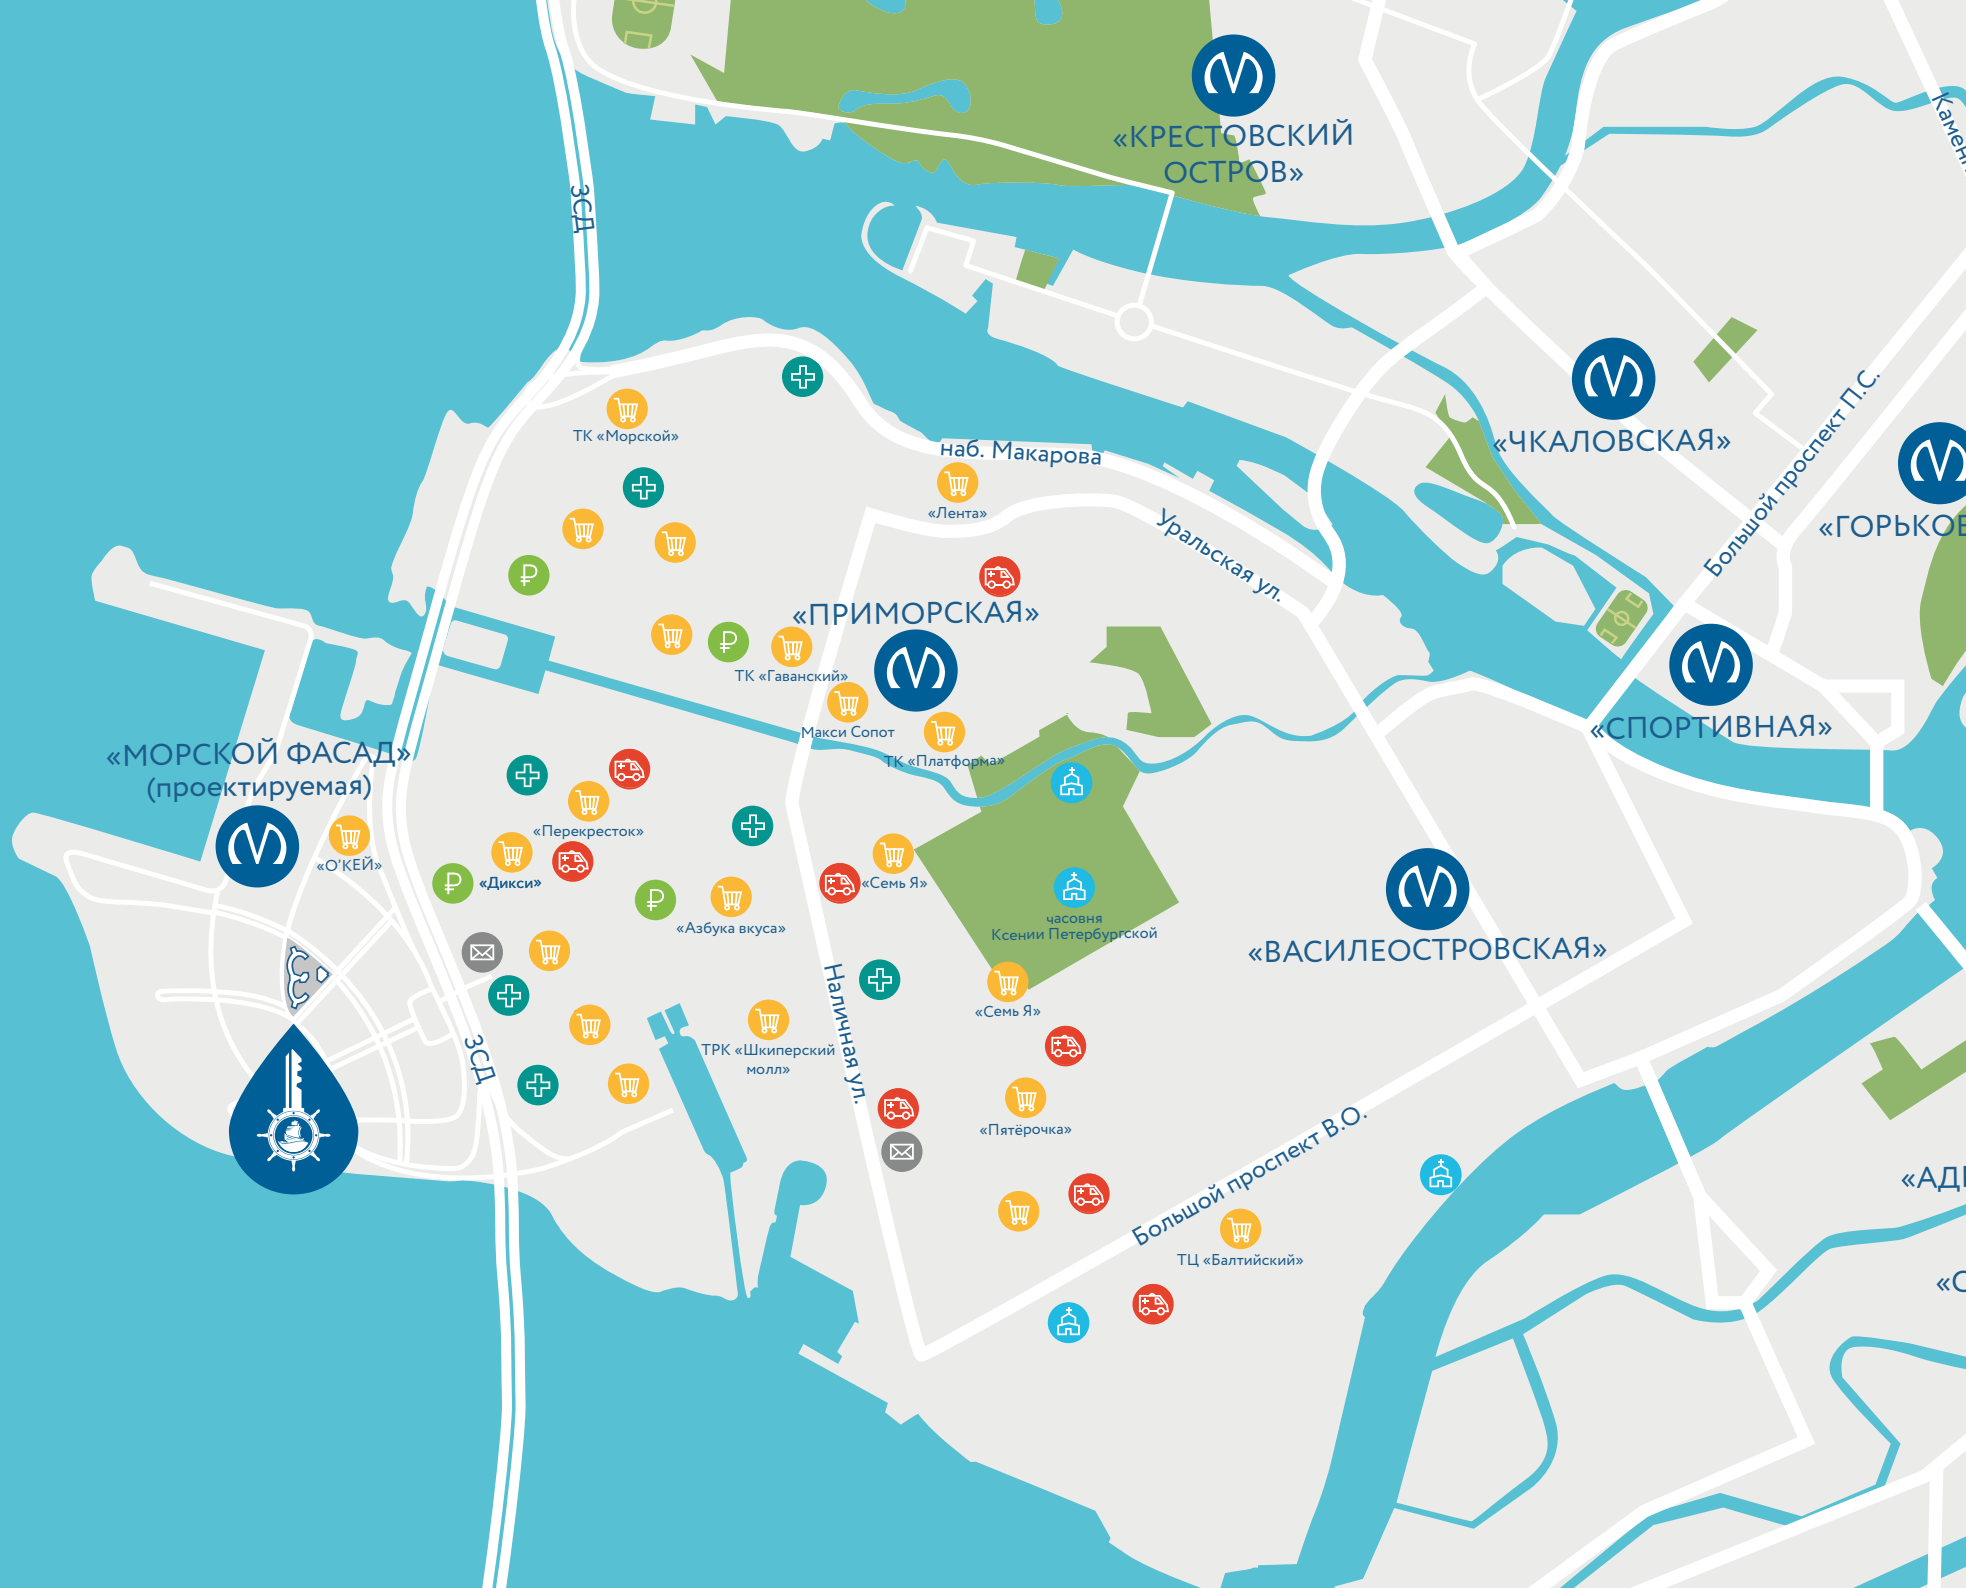 «КРЕСТОВСКИЙ
ОСТРОВ»
ЗСД
ТК «Морской»
наб. Макарова
«Лента»
Уральская ул.
«ЧКАЛОВСКАЯ»
Большой проспект П.С.
«ПРИМОРСКАЯ»
ТК «Гаванский»
Макси Сопот
ТК «Платформа»
«СПОРТИВНАЯ»
«МОРСКОЙ ФАСАД»
(проектируемая)
«О'КЕЙ»
«Перекресток»
«Дикси»
«Семь Я»
«Азбука вкуса»
часовня
Ксении Петербургской
«ВАСИЛЕОСТРОВСКАЯ»
Наличная ул.
«Семь Я»
ЗСД
ТРК «Шкиперский
молл»
«Пятёрочка»
Большой проспект В.О.
ТЦ «Балтийский»